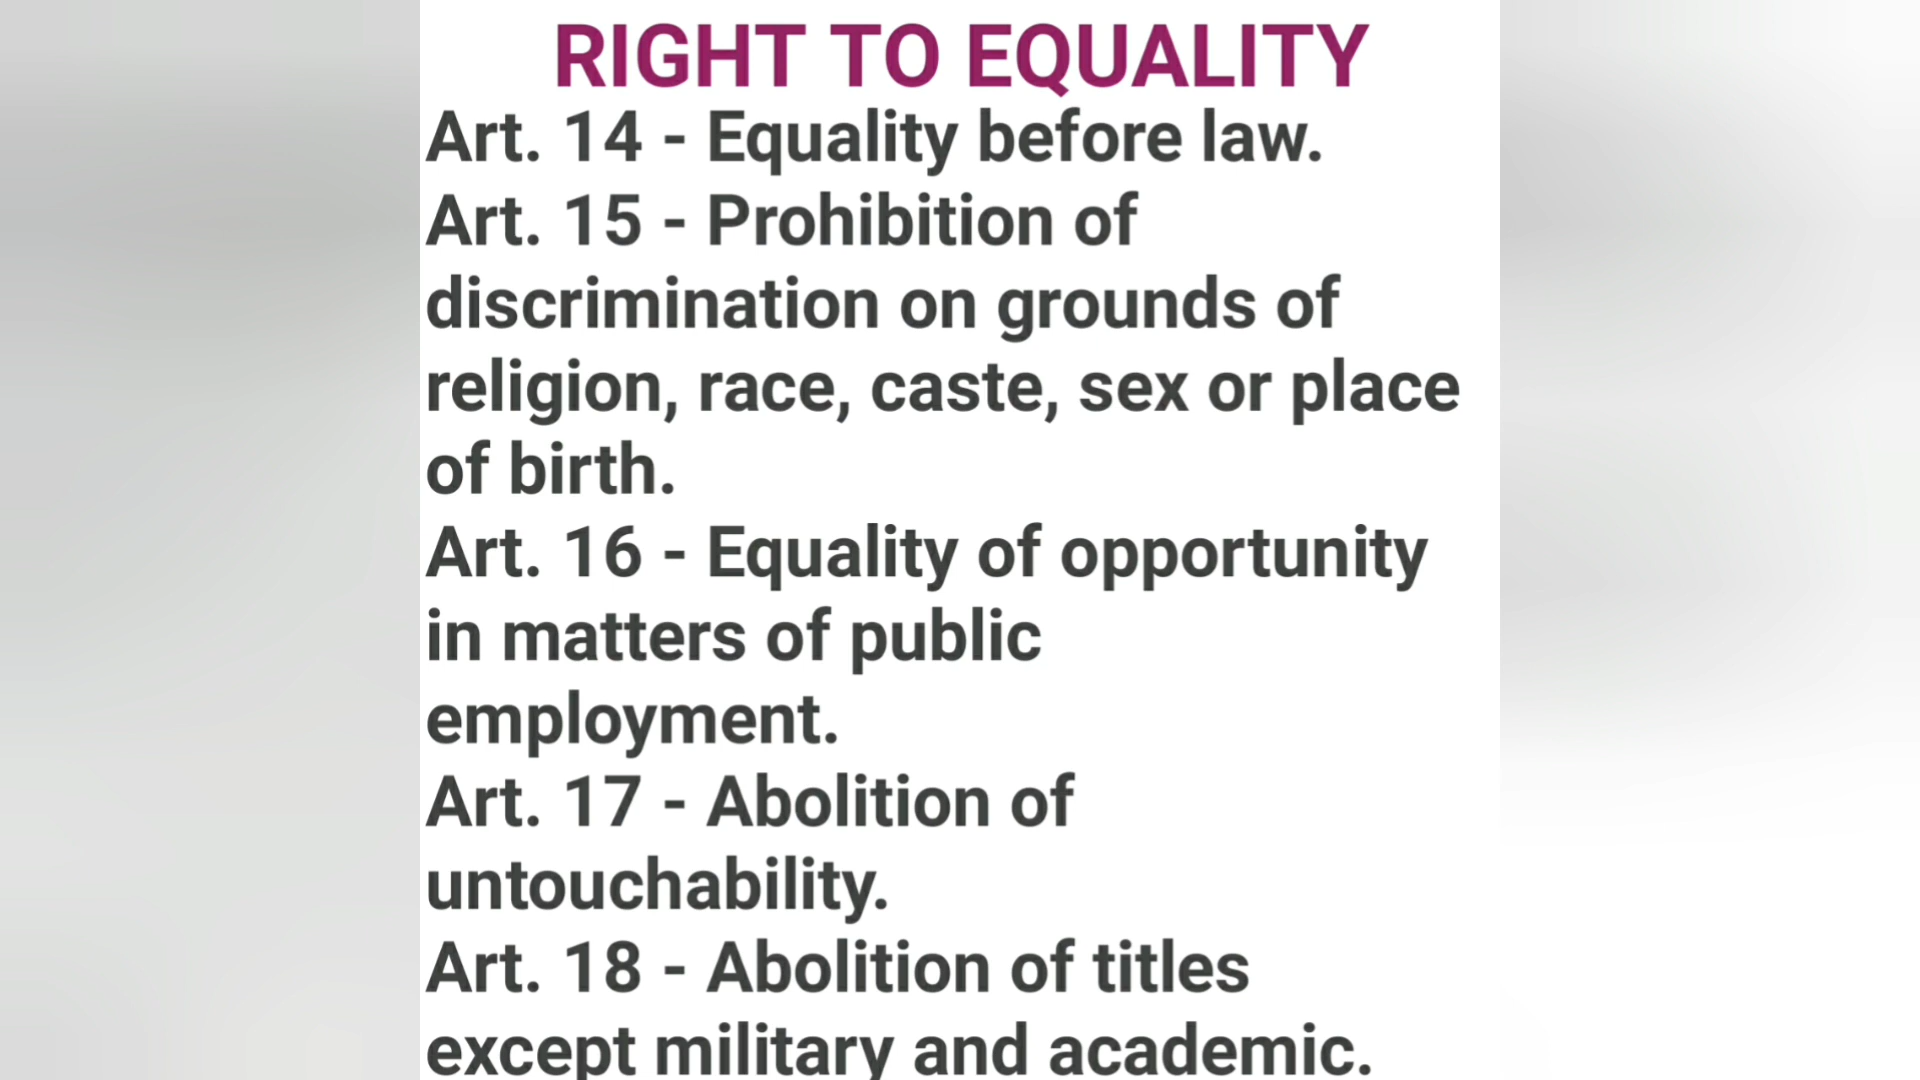 RIGHT TO EQUALITY
Art. 14 - Equality before law.
Art. 15 - Prohibition of
discrimination on grounds of
religion, race, caste, sex or place
of birth.
Art. 16 - Equality of opportunity
in matters of public
employment.
Art. 17 - Abolition of
untouchability.
Art. 18 - Abolition of titles
except military and academic.